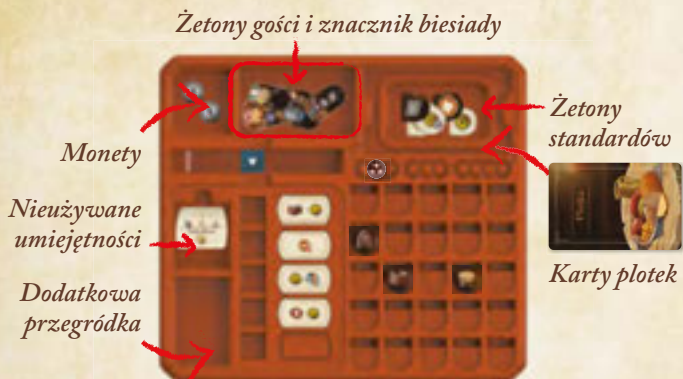 Żetony gości i znacznik biesiady
Monety
Żetony
standardów
Nieużywane
umiejętności
Karty plotek
Dodatkowa
przegródka